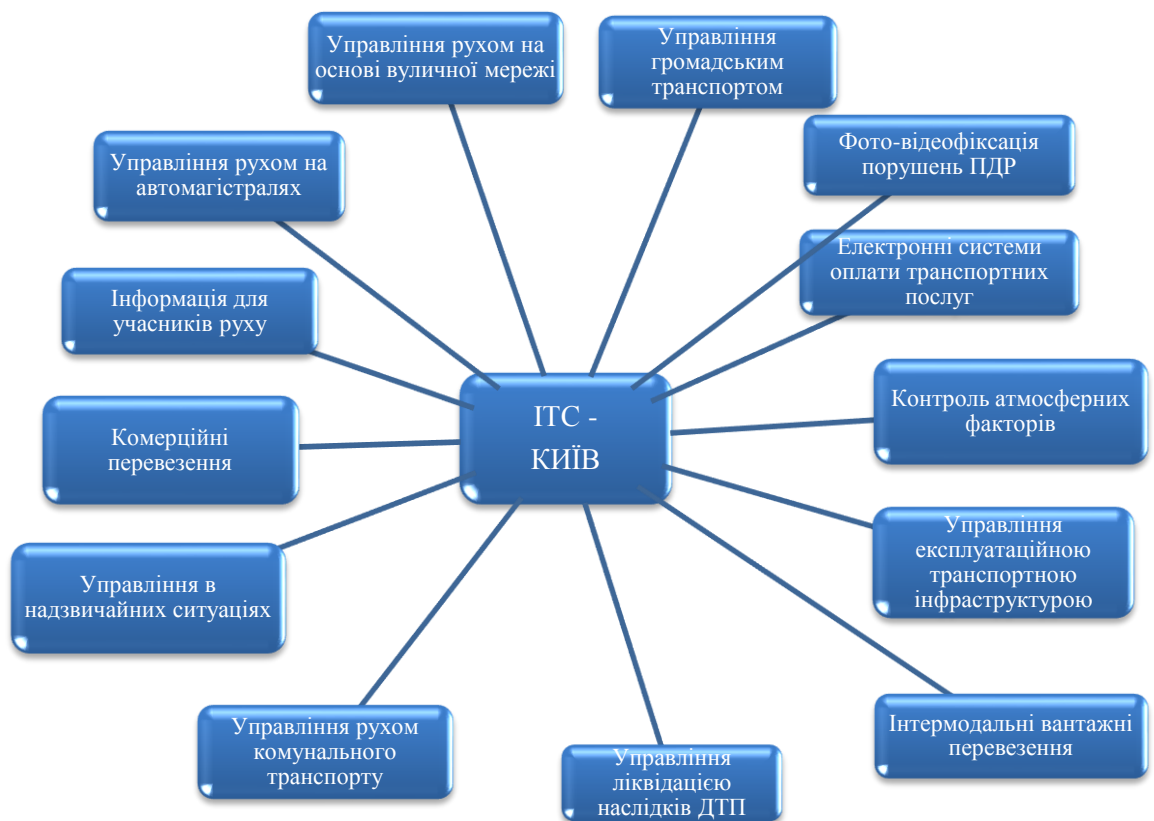 Управління рухом на
основі вуличної мережі
Управління
громадським
транспортом
Управління рухом на
автомагістралях
Фото-відеофіксація
порушень ПДР
Електронні системи
оплати транспортних
послуг
Інформація для
учасників руху
ІТС -
КИЇВ
Контроль атмосферних
факторів
Комерційні
перевезення
Управління
експлуатаційною
транспортною
інфраструктурою
Управління в
надзвичайних ситуаціях
Інтермодальні вантажні
перевезення
Управління рухом
комунального
транспорту
Управління
ліквідацією
наслідків ДТП